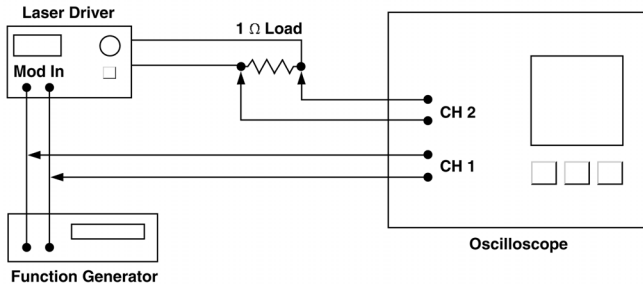 Laser Driver
1 Ω Load
Mod In
CH 2
CH 1
Oscilloscope
Function Generator